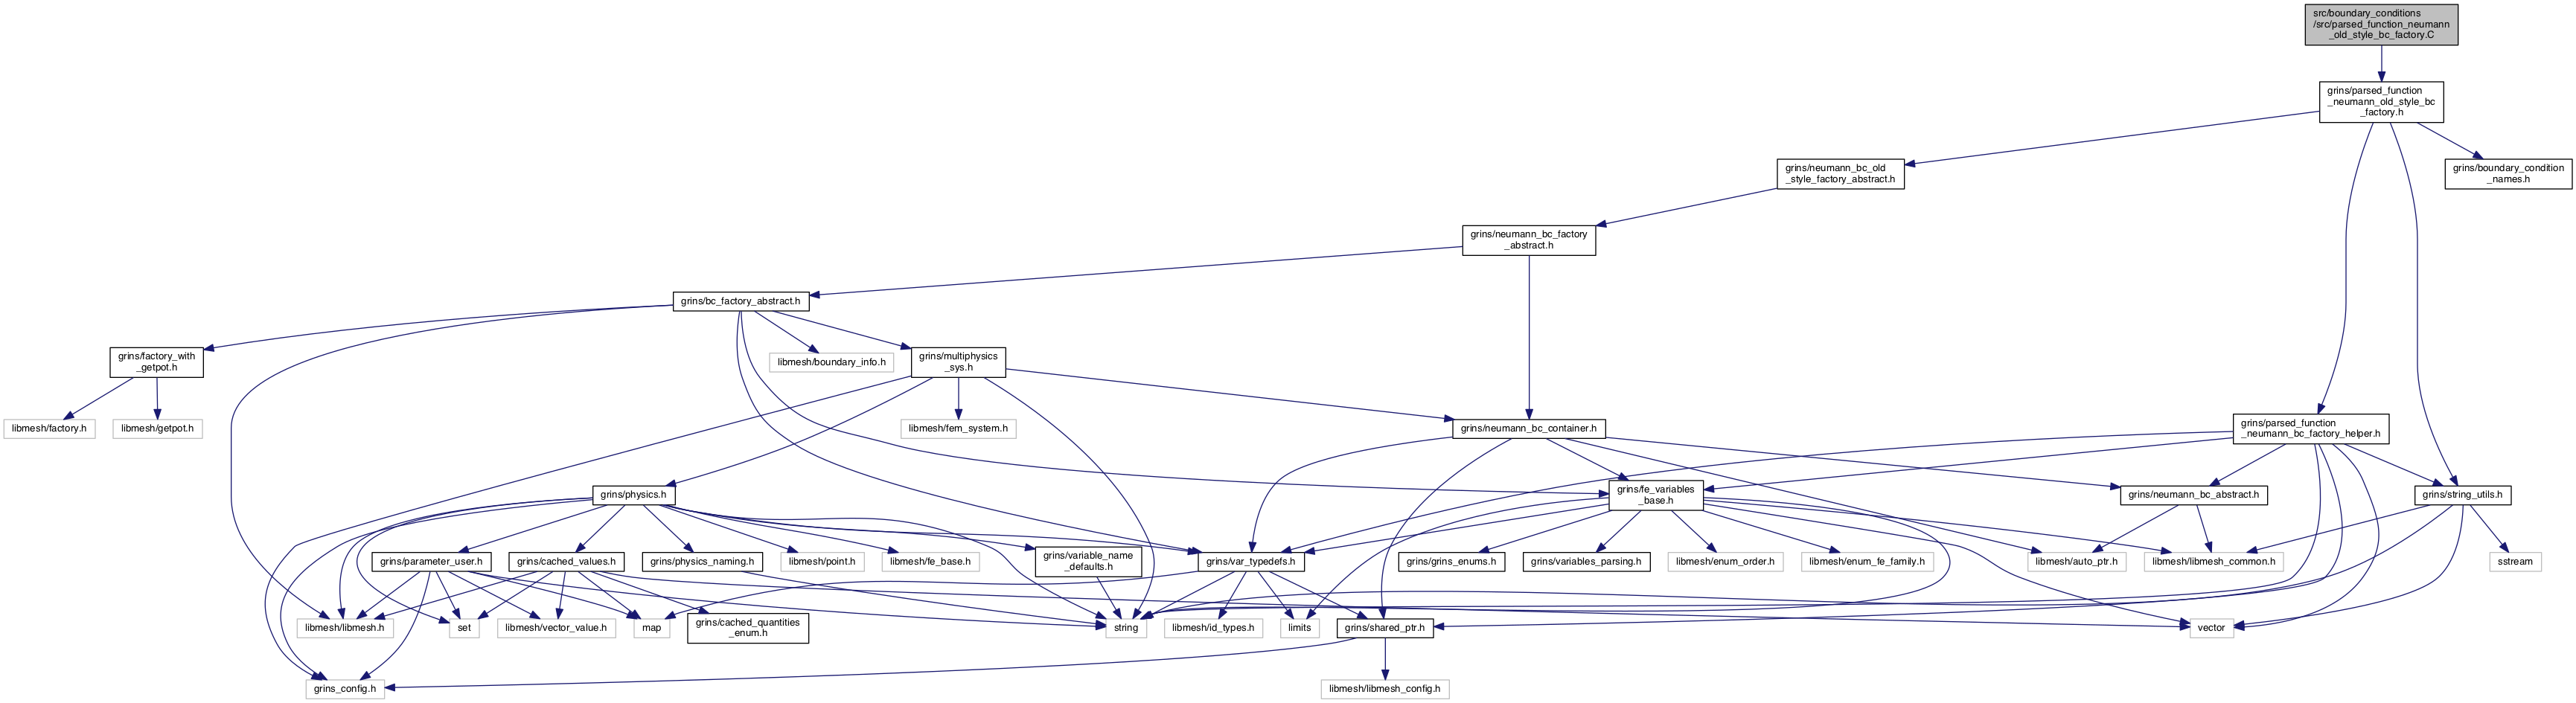 src/boundary_conditions
/src/parsed_function_neumann
_old_style_bc_factory.C
grins/parsed_function
_neumann_old_style_bc
_factory.h
grins/neumann_bc_old
_style_factory_abstract.h
grins/boundary_condition
_names.h
grins/neumann_bc_factory
_abstract.h
grins/bc_factory_abstract.h
grins/factory_with
_getpot.h
libmesh/boundary_info.h
grins/multiphysics
_sys.h
libmesh/factory.h
libmesh/getpot.h
libmesh/fem_system.h
grins/neumann_bc_container.h
grins/parsed_function
_neumann_bc_factory_helper.h
grins/physics.h
grins/fe_variables
_base.h
grins/neumann_bc_abstract.h
grins/string_utils.h
grins/parameter_user.h
grins/cached_values.h
grins/physics_naming.h
libmesh/point.h
libmesh/fe_base.h
grins/variable_name
_defaults.h
grins/var_typedefs.h
grins/grins_enums.h
grins/variables_parsing.h
libmesh/enum_order.h
libmesh/enum_fe_family.h
libmesh/auto_ptr.h
libmesh/libmesh_common.h
sstream
libmesh/libmesh.h
set
libmesh/vector_value.h
map
grins/cached_quantities
_enum.h
string
libmesh/id_types.h
limits
grins/shared_ptr.h
vector
grins_config.h
libmesh/libmesh_config.h